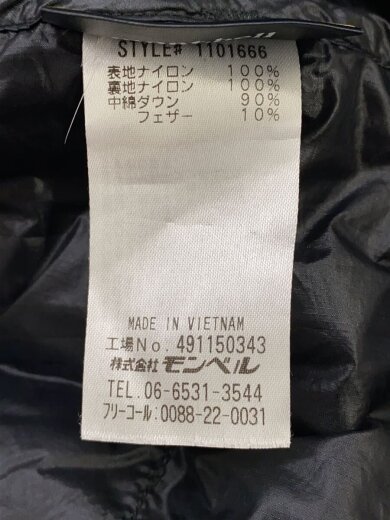 STYLE# 1101666
表地ナイロン 100%
裏地ナイロン 100%
中綿ダウン 90%
フェザー 10%
MADE IN VIETNAM
工場No. 491150343
株式会社モンベル
TEL. 06-6531-3544
フリーコール:0088-22-0031